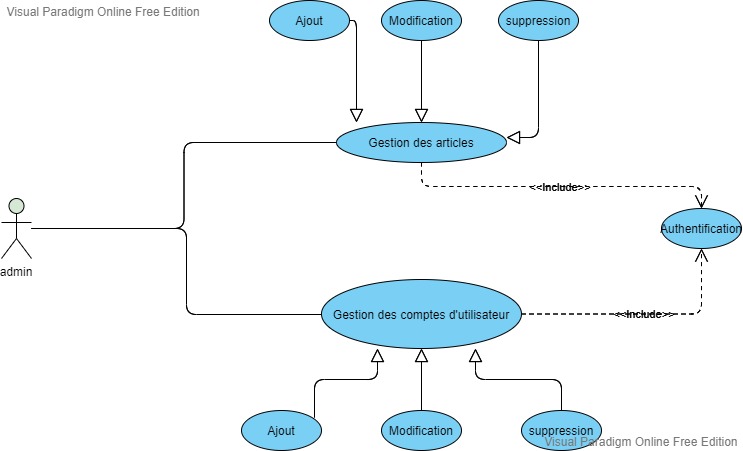 Visual Paradigm Online Free Edition
Ajout
Modification
suppression
Gestion des articles
<<Include>>
Authentification
admin
Gestion des comptes d'utilisateur
<<Include>>
Ajout
Modification
suppression
Visual Paradigm Online Free Edition